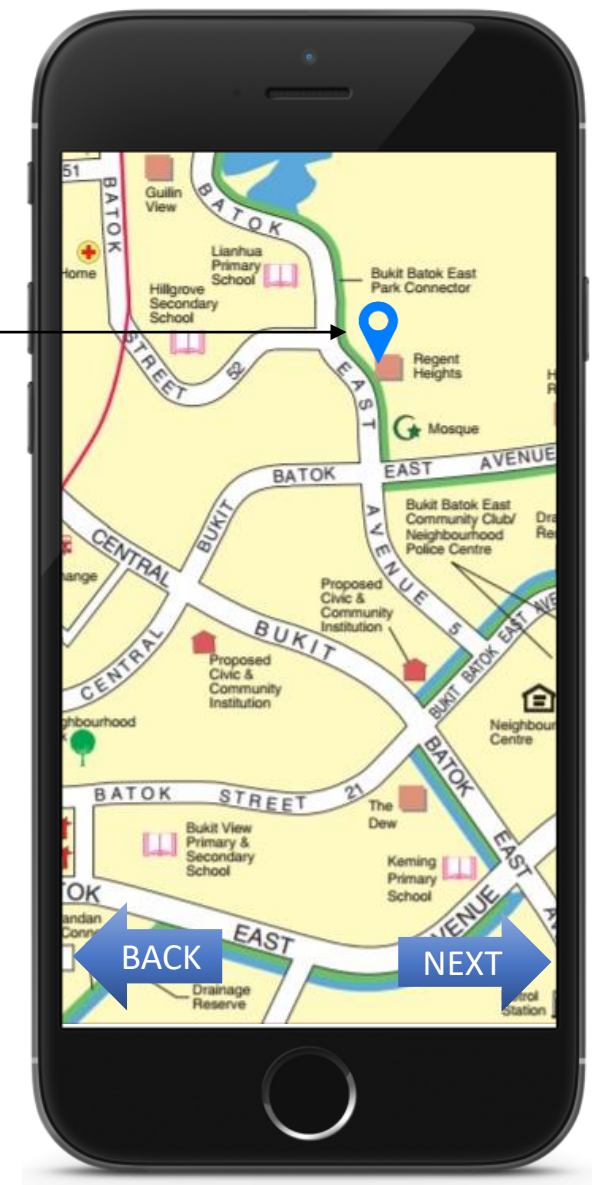 51
BATOK
Guilin
View
BATOK
Lianhua
Primary
School
Home
Hillgrove
Secondary
School
Bukit Batok East
Park Connector
STREET 52
EAST
Regent
Heights
Mosque
BATOK EAST AVENUE
BUKIT
AVENUE 5
Bukit Batok East
Community Club/
Neighbourhood
Police Centre
CENTRAL
Proposed
Civic &
Community
Institution
BUKIT
BUKIT BATOK EAST AVE
CENTRAL
Proposed
Civic &
Community
Institution
Centre
BATOK
EAST
BATOK STREET 21
The
Dew
Bukit View
Primary &
Secondary
School
Keming
Primary
School
EAST
BACK
NEXT
Drainage
Reserve
Station